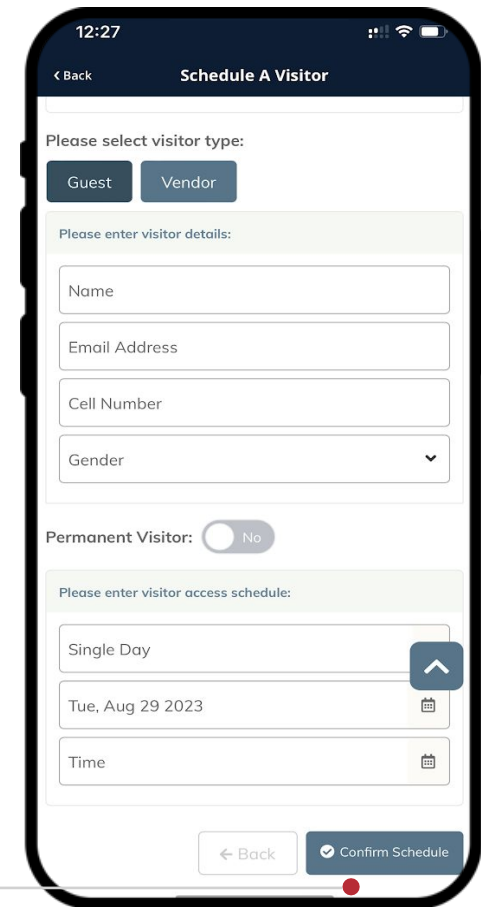 12:27
Back Schedule A Visitor
Please select visitor type:
Guest Vendor
Please enter visitor details:
Name
Email Address
Cell Number
Gender
Permanent Visitor: No
Please enter visitor access schedule:
Single Day
Tue, Aug 29 2023
Time
Back Confirm Schedule